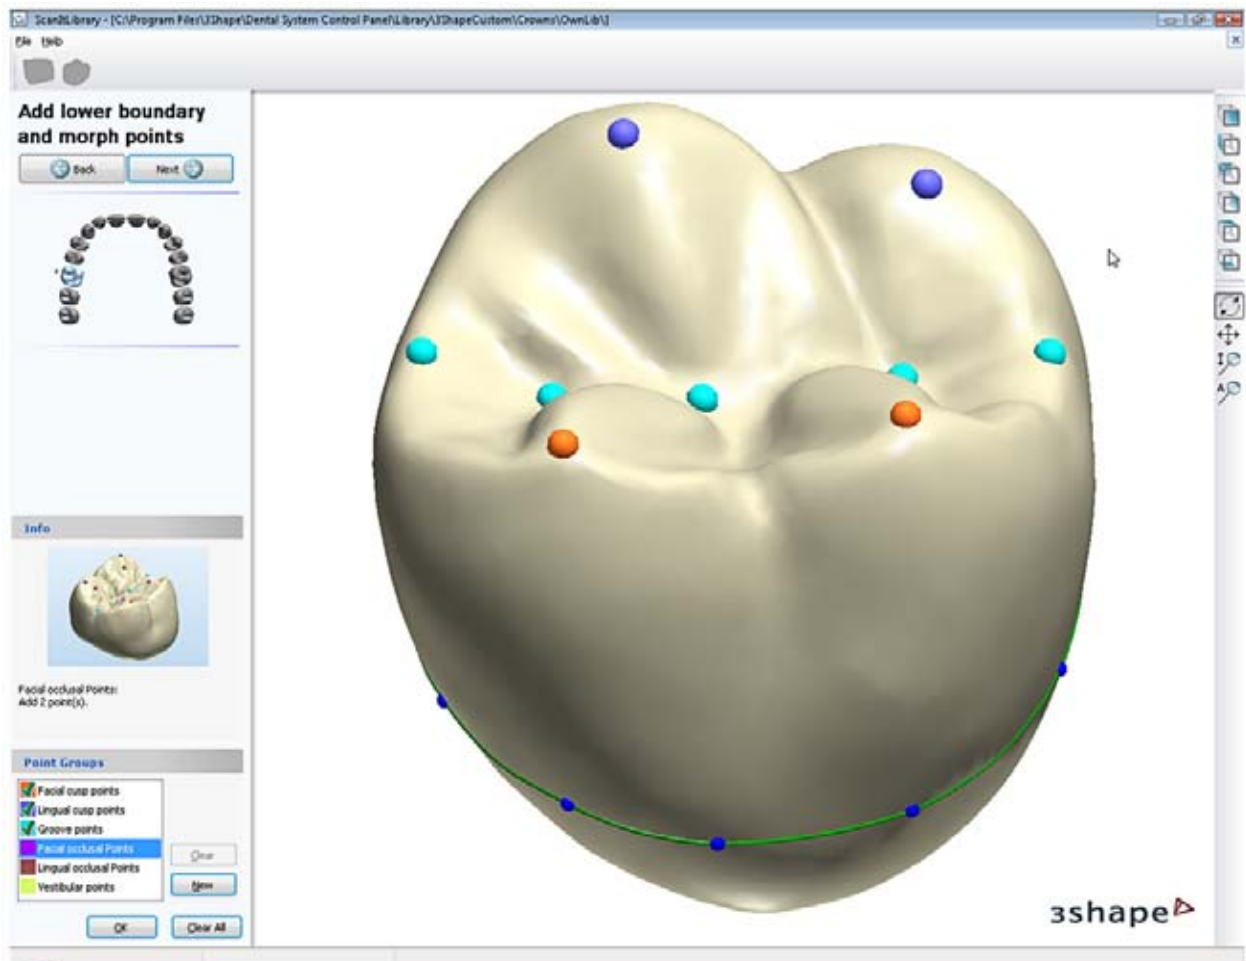 ScanItLibrary - [C:\Program Files\3Shape\Dental System Control Panel\Library\3ShapeCustom\Crowns\OwnLib\]
File Help
Add lower boundary
and morph points
Back Next
Info
Facial occlusal Points:
Add 2 point(s).
Point Groups
Facial cusp points
Lingual cusp points
Groove points
Facial occlusal Points
Clear
Lingual occlusal Points
Vestibular points
New
OK Clear All
3shape